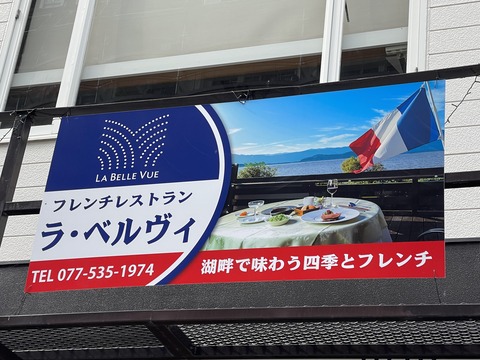 LA BELLE VUE
フレンチレストラン
ラ・ベルヴィ
TEL 077-535-1974
湖畔で味わう四季とフレンチ